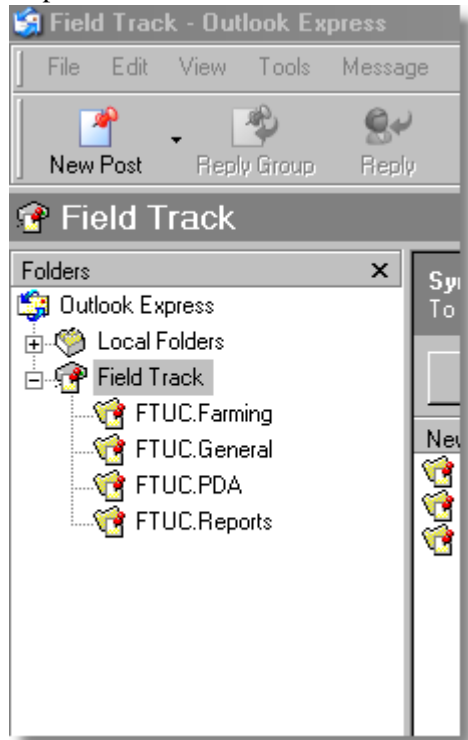 Field Track - Outlook Express
File Edit View Tools Message
New Post Reply Group Reply
Field Track
Folders
Outlook Express
Local Folders
Field Track
FTUC.Farming
FTUC.General
FTUC.PDA
FTUC.Reports
To